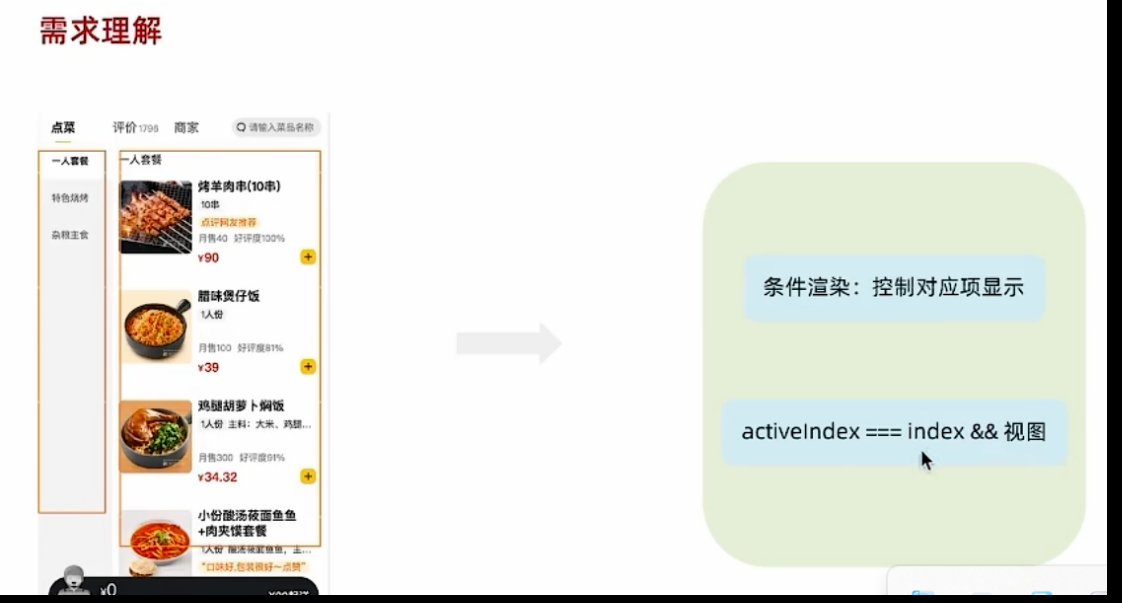 需求理解
点菜 评价1796 商家 请输入菜品名称
一人套餐
特色烧烤
杂粮主食
一人套餐
烤羊肉串(10串)
10串
点评网友推荐
月售40 好评度100%
¥90
腊味煲仔饭
1人份
月售100 好评度81%
¥39
鸡腿胡萝卜焖饭
1人份 主料：大米、鸡腿...
月售300 好评度91%
¥34.32
小份酸汤莜面鱼鱼
+肉夹馍套餐
1人份 酸汤莜面鱼鱼，主...
“口味好,包装很好～点赞”
¥0
条件渲染：控制对应项显示
activeIndex === index && 视图